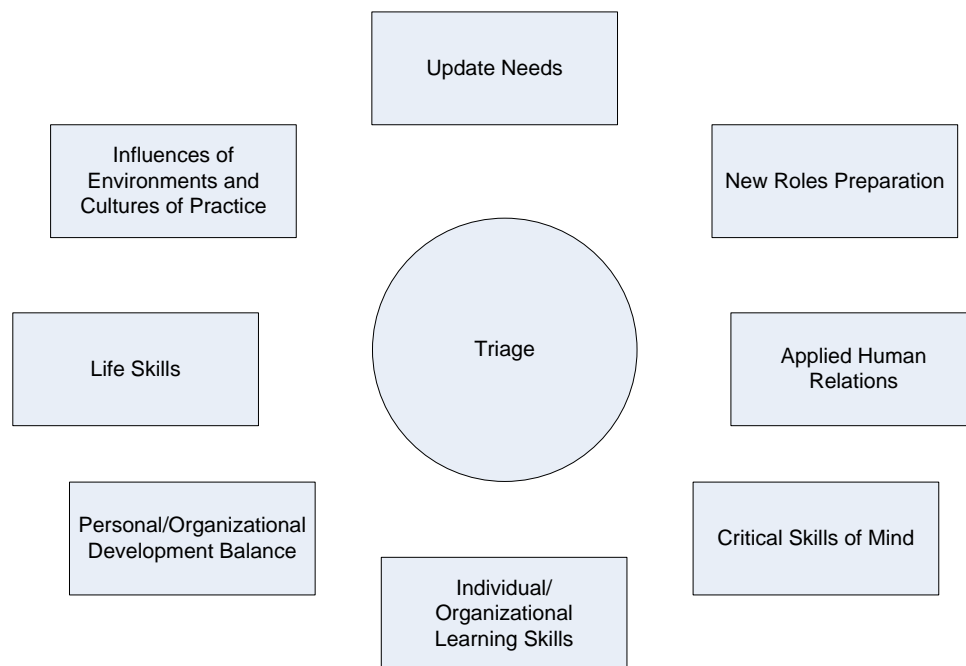 Update Needs
Influences of
Environments and
Cultures of Practice
New Roles Preparation
Triage
Life Skills
Applied Human
Relations
Personal/Organizational
Development Balance
Critical Skills of Mind
Individual/
Organizational
Learning Skills